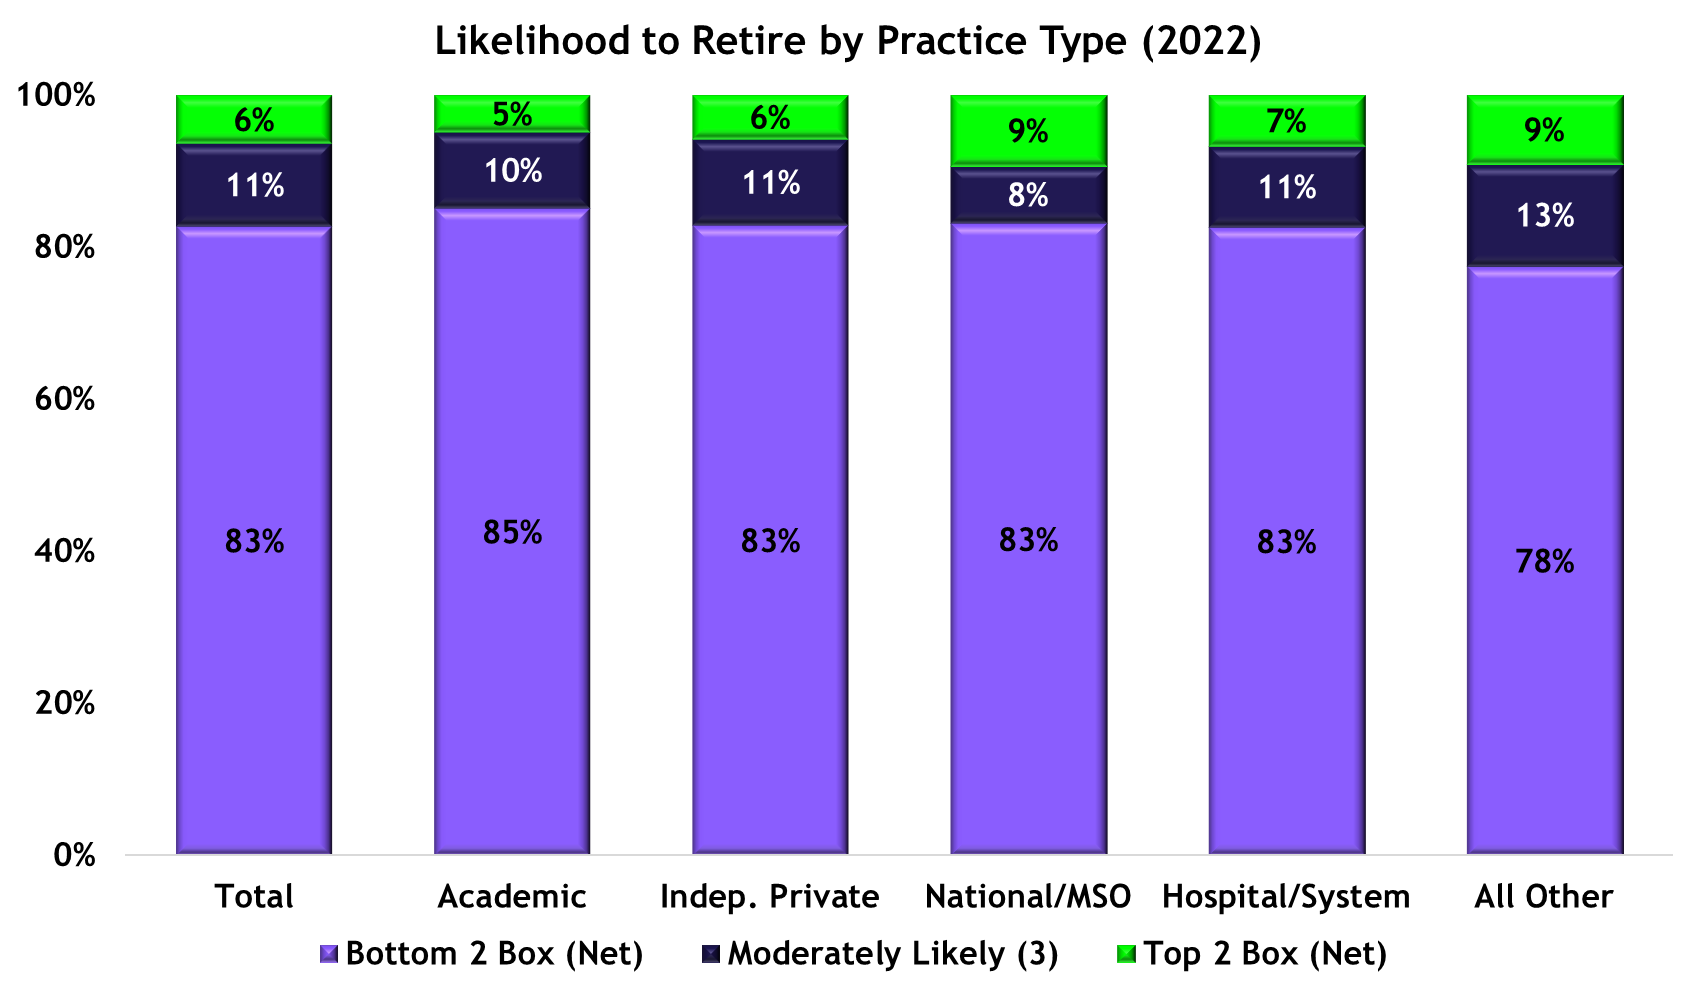 Likelihood to Retire by Practice Type (2022)
100%
80%
60%
40%
20%
0%
6%
5%
6%
9%
7%
9%
11%
10%
11%
8%
11%
13%
83%
85%
83%
83%
83%
78%
Total
Academic
Indep. Private
National/MSO
Hospital/System
All Other
Bottom 2 Box (Net)
Moderately Likely (3)
Top 2 Box (Net)